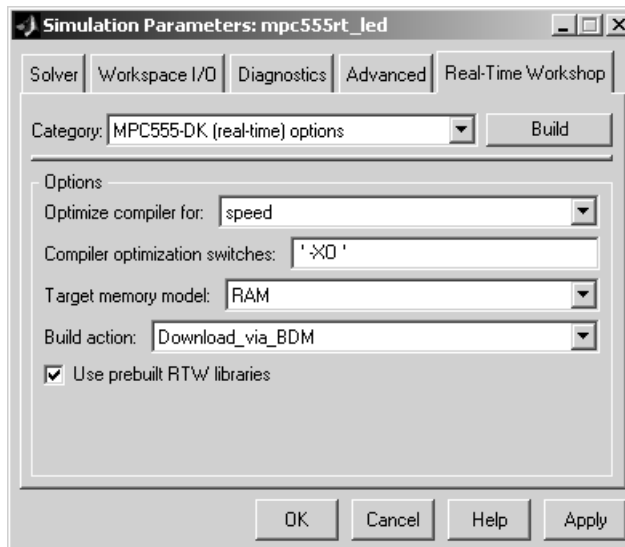 Simulation Parameters: mpc555rt_led
Solver Workspace I/O Diagnostics Advanced Real-Time Workshop
Category: MPC555-DK (real-time) options Build
Options
Optimize compiler for: speed
Compiler optimization switches: ' -XO '
Target memory model: RAM
Build action: Download_via_BDM
Use prebuilt RTW libraries
OK Cancel Help Apply